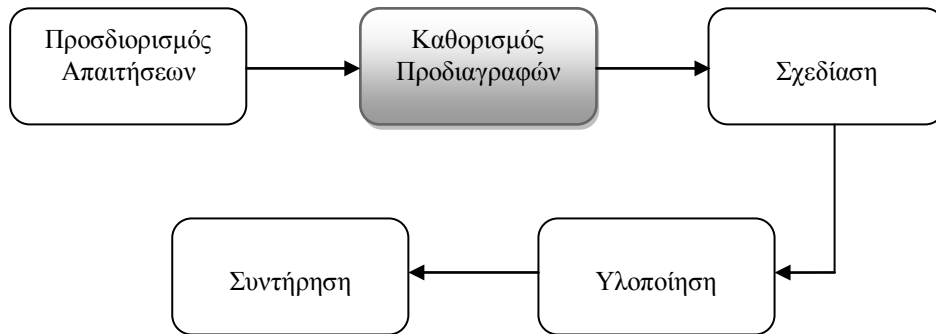 Προσδιορισμός
Απαιτήσεων
Καθορισμός
Προδιαγραφών
Σχεδίαση
Υλοποίηση
Συντήρηση